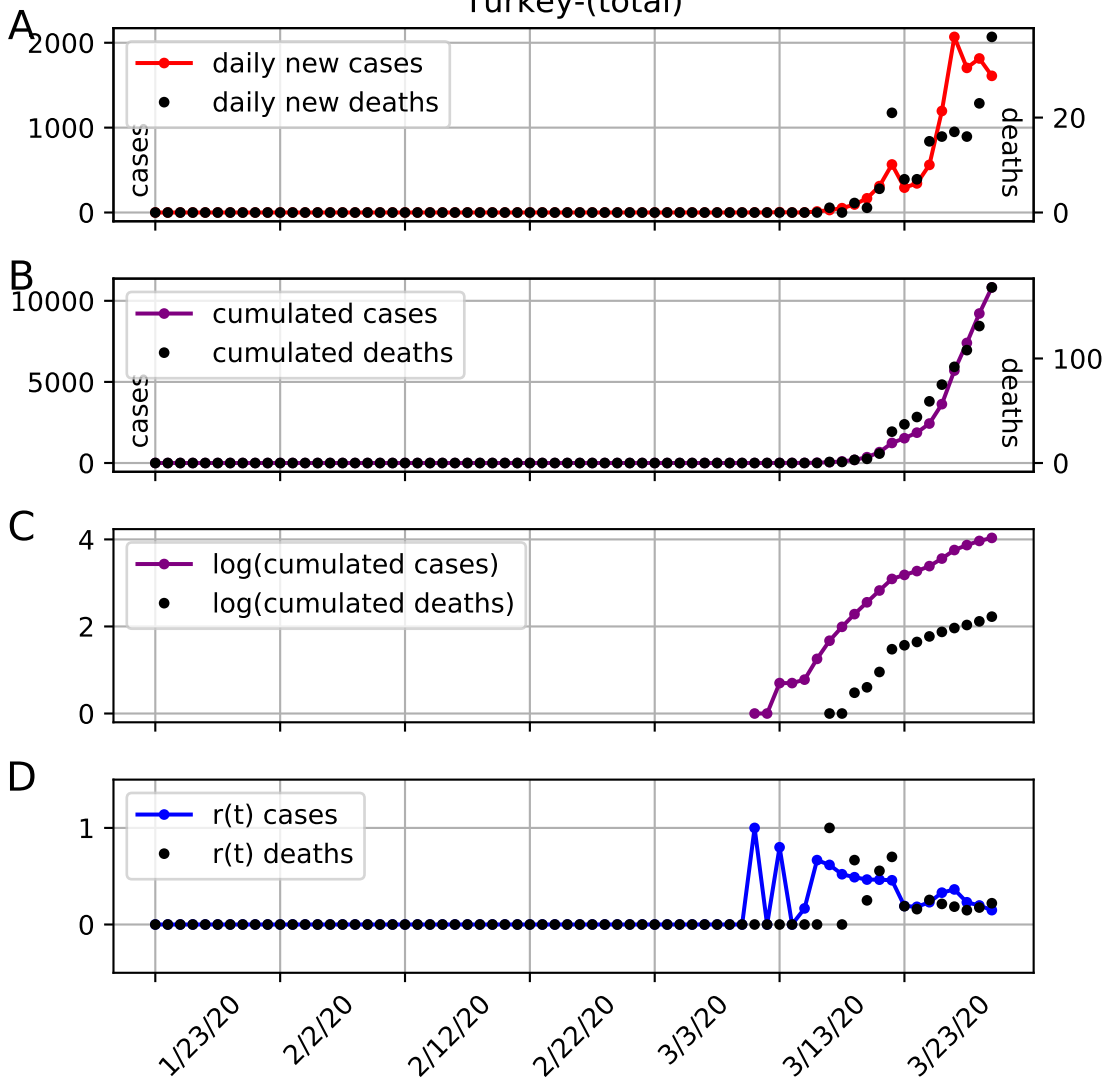 Turkey-(total)
A
2000
1000
0
daily new cases
daily new deaths
cases
20
0
deaths
B
10000
5000
0
cumulated cases
cumulated deaths
cases
100
0
deaths
C
4
2
0
log(cumulated cases)
log(cumulated deaths)
D
1
0
r(t) cases
r(t) deaths
1/23/20
2/2/20
2/12/20
2/22/20
3/3/20
3/13/20
3/23/20